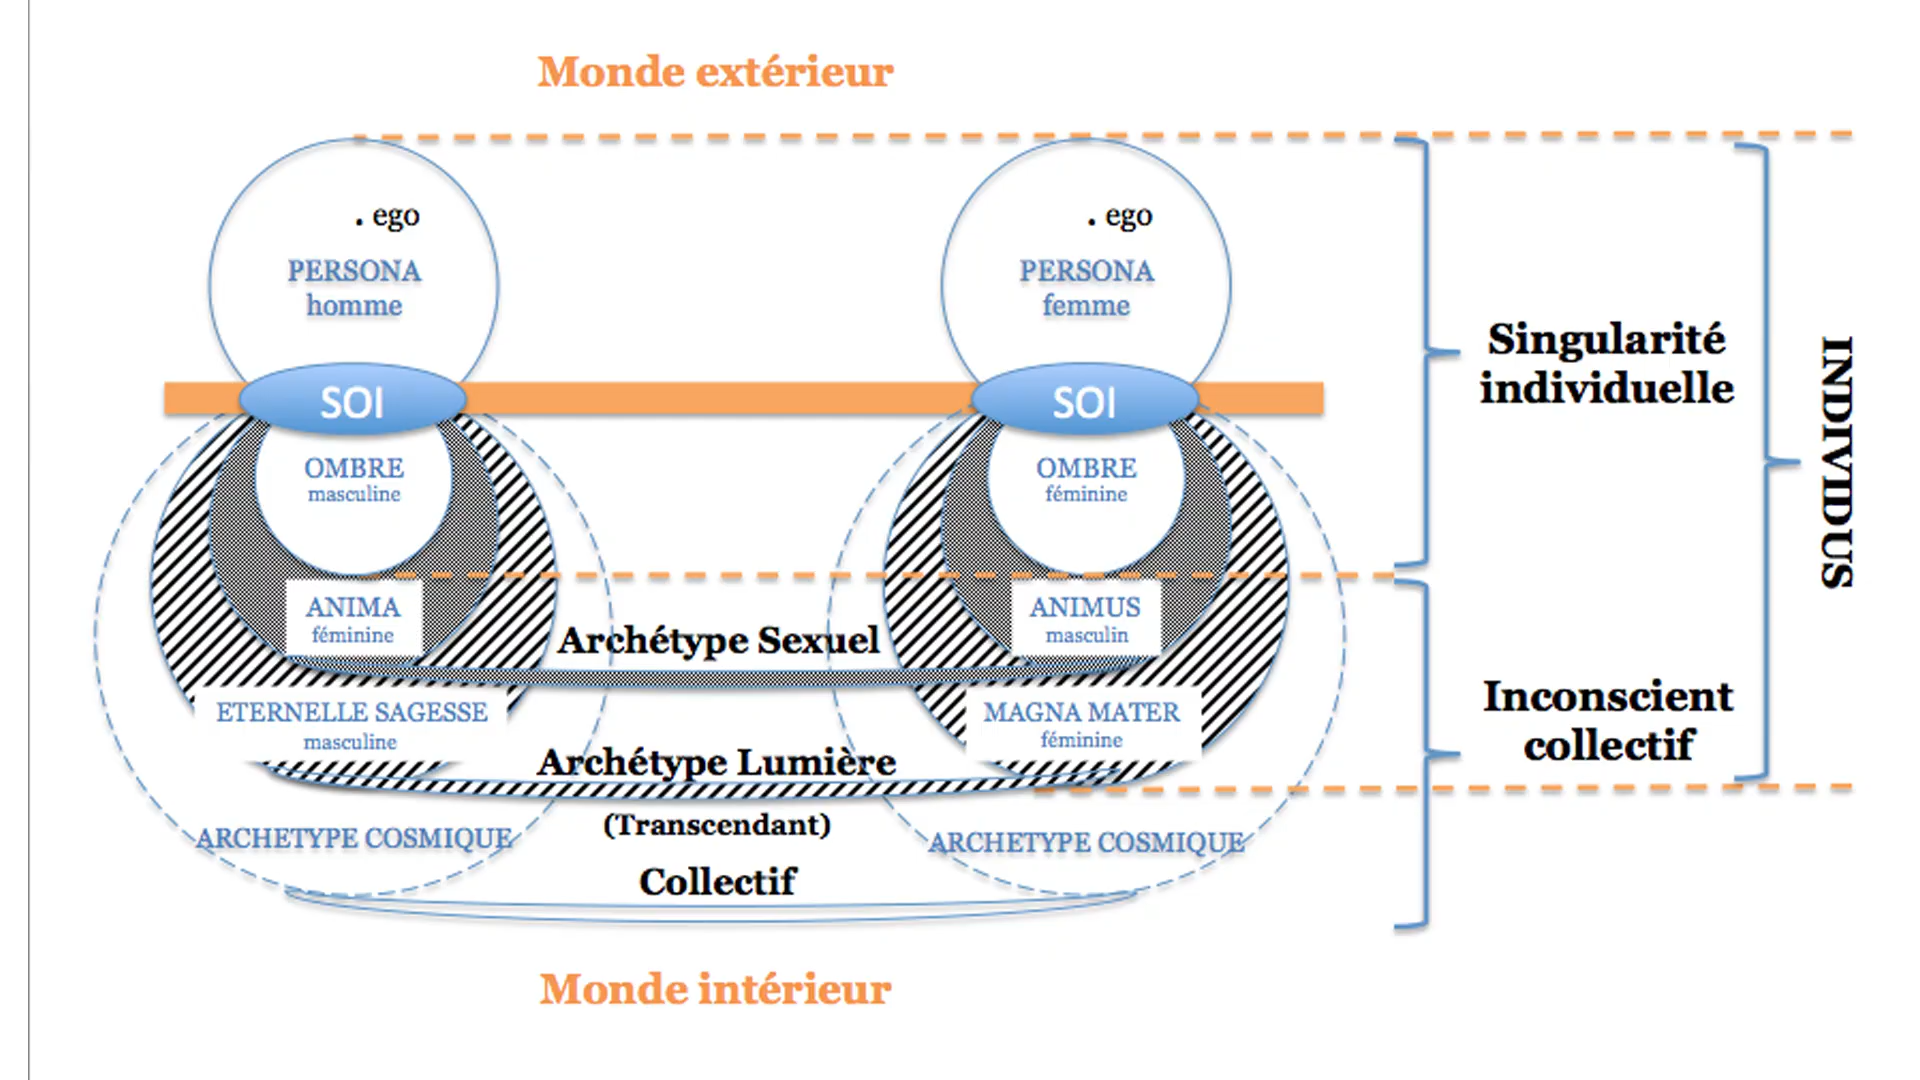 Monde extérieur
. ego
PERSONA
homme
. ego
PERSONA
femme
SOI
SOI
OMBRE
masculine
OMBRE
féminine
ANIMA
féminine
Archétype Sexuel
ANIMUS
masculin
ETERNELLE SAGESSE
masculine
MAGNA MATER
féminine
Archétype Lumière
(Transcendant)
ARCHETYPE COSMIQUE
ARCHETYPE COSMIQUE
Collectif
Monde intérieur
Singularité
individuelle
Inconscient
collectif
INDIVIDUS